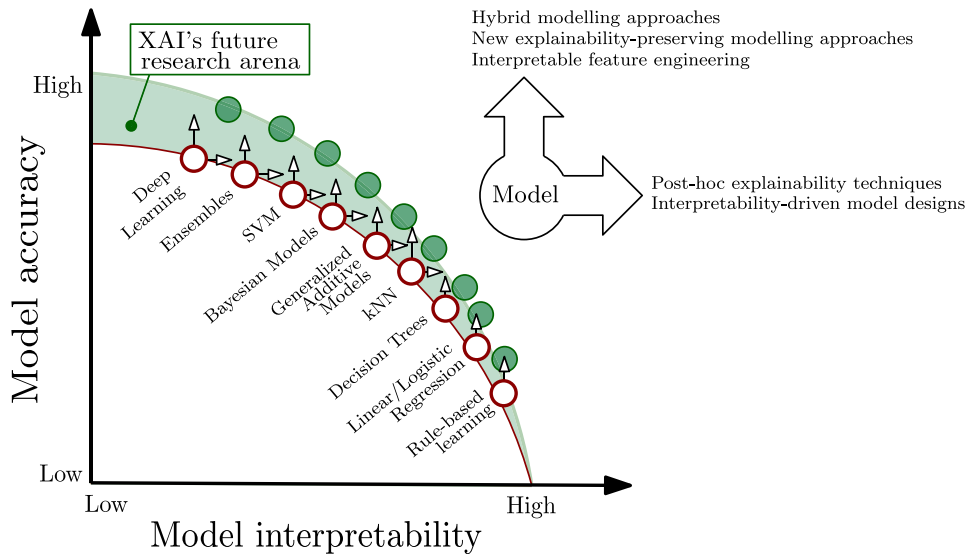 Hybrid modelling approaches
New explainability-preserving modelling approaches
Interpretable feature engineering
XAI's future
research arena
High
Model accuracy
Deep
Learning
Ensembles
SVM
Bayesian Models
Generalized
Additive
Models
kNN
Decision Trees
Linear/Logistic
Regression
Rule-based
learning
Model
Post-hoc explainability techniques
Interpretability-driven model designs
Low
Low
High
Model interpretability